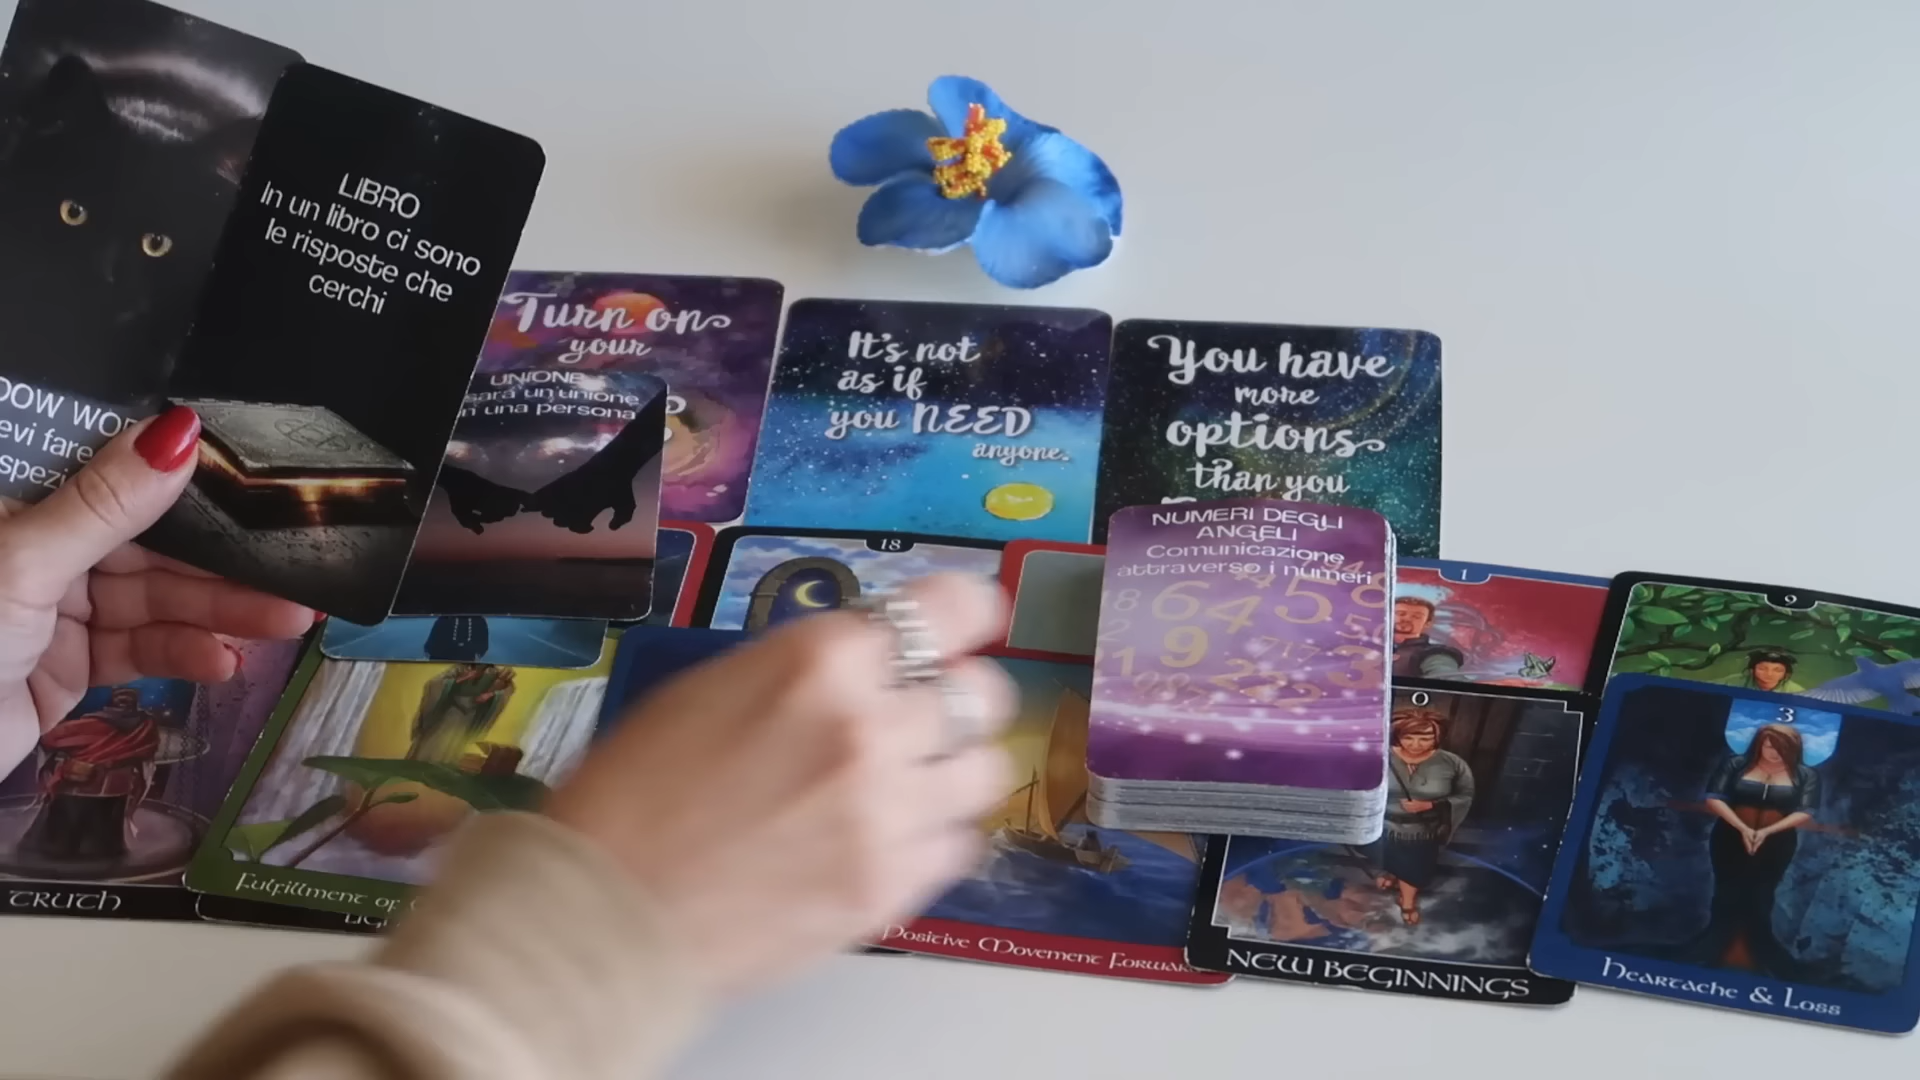 LIBRO
In un libro ci sono
le risposte che
cerchi
Turn on
your
It's not
as if
you NEED
anyone.
You have
more
options
than you
UNIONE
sarà un'unione
una persona
evi fare
NUMERI DEGLI
ANGELI
Comunicazione
attraverso i numeri
18
1
9
0
3
TRUTH
Fulfillment of
Positive Movement Forward
NEW BEGINNINGS
Heartache & Loss